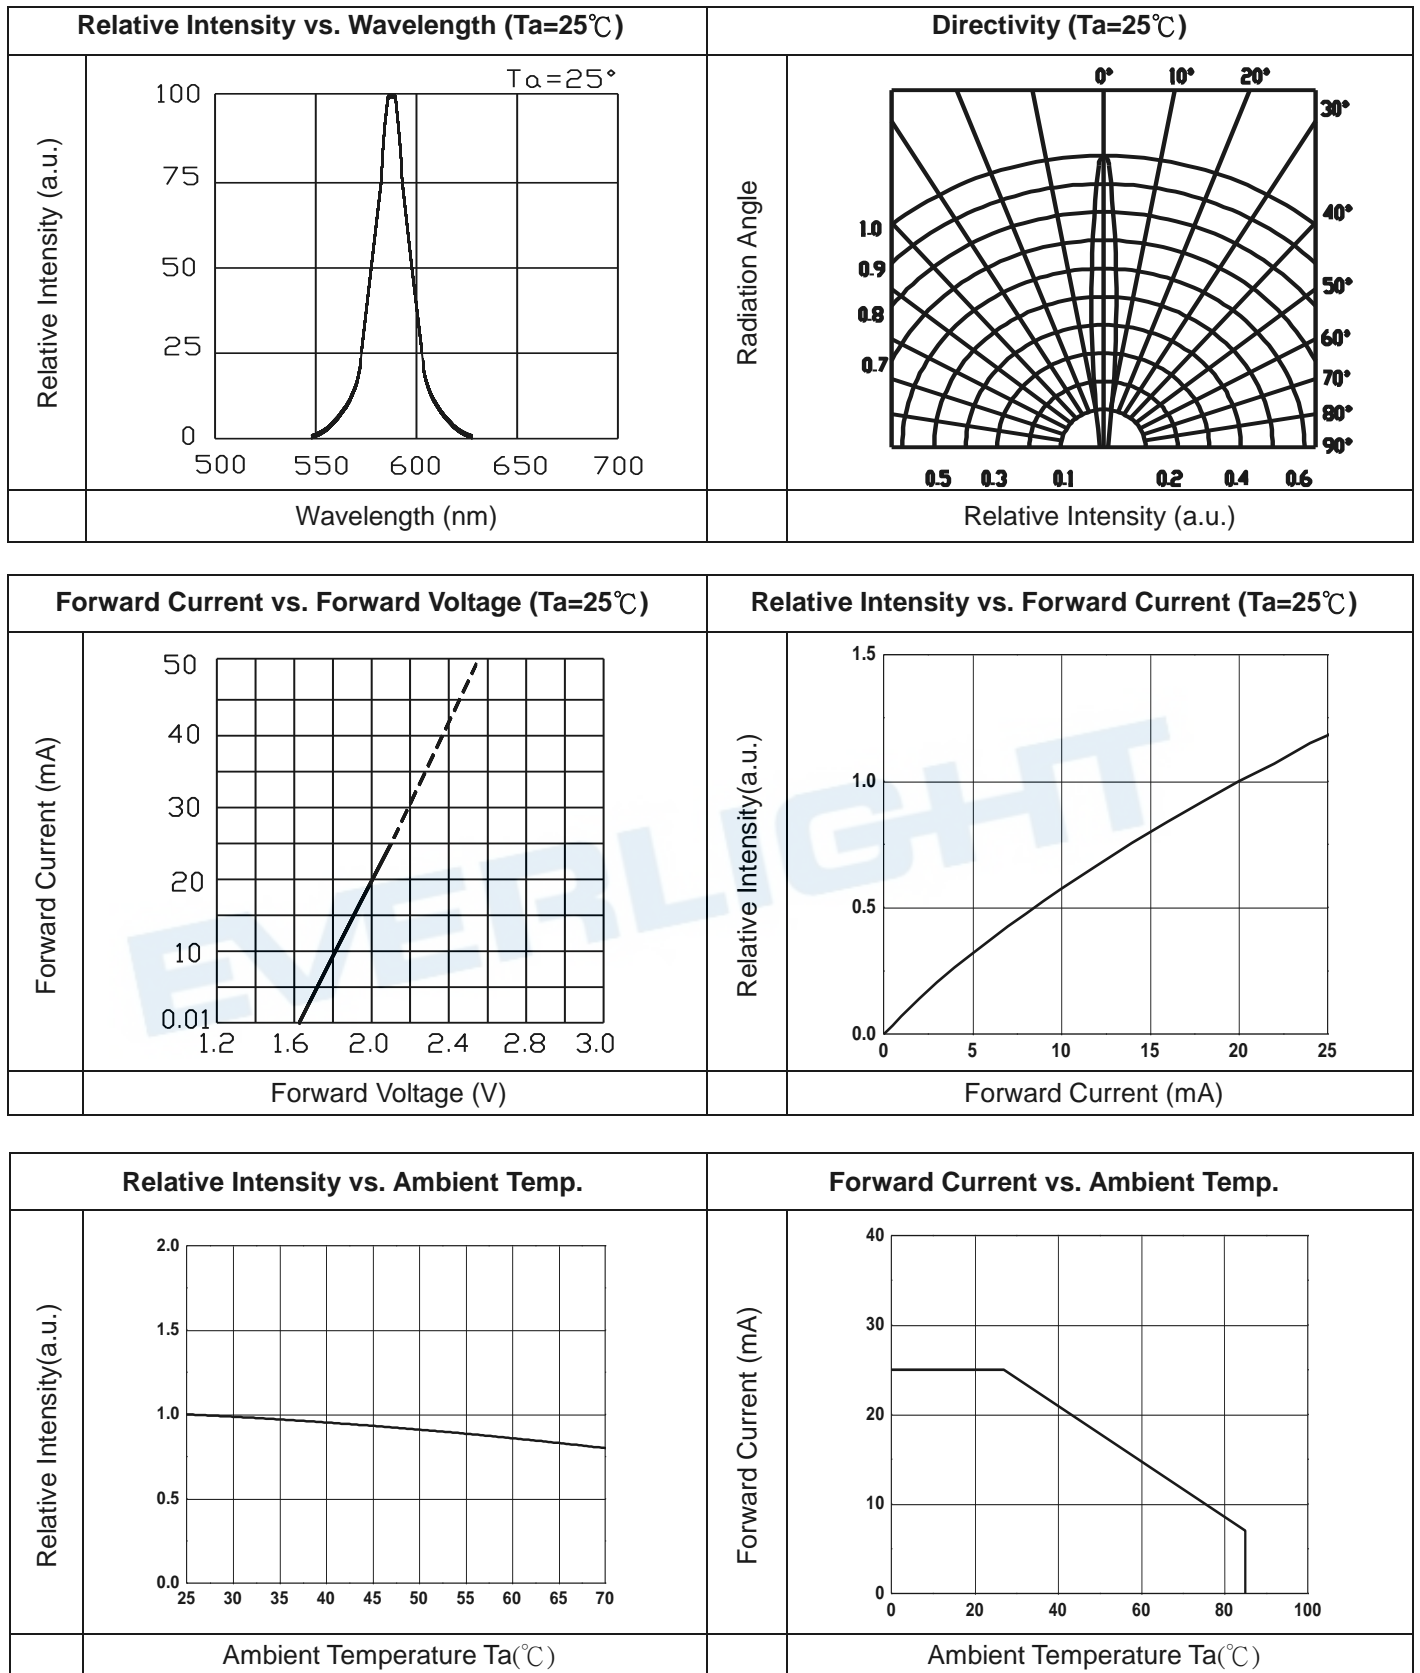 Relative Intensity vs. Wavelength (Ta=25℃)
Directivity (Ta=25℃)
Relative Intensity (a.u.)
Ta=25°
100
75
50
25
0
500 550 600 650 700
Wavelength (nm)
Radiation Angle
0° 10° 20°
30°
40°
50°
60°
70°
80°
90°
1.0
0.9
0.8
0.7
0.5 0.3 0.1 0.2 0.4 0.6
Relative Intensity (a.u.)
Forward Current vs. Forward Voltage (Ta=25℃)
Relative Intensity vs. Forward Current (Ta=25℃)
Forward Current (mA)
50
40
30
20
10
0.01
1.2 1.6 2.0 2.4 2.8 3.0
Forward Voltage (V)
Relative Intensity(a.u.)
1.5
1.0
0.5
0.0
0 5 10 15 20 25
Forward Current (mA)
EVERLIGHT
Relative Intensity vs. Ambient Temp.
Forward Current vs. Ambient Temp.
Relative Intensity(a.u.)
2.0
1.5
1.0
0.5
0.0
25 30 35 40 45 50 55 60 65 70
Ambient Temperature Ta(℃)
Forward Current (mA)
40
30
20
10
0
0 20 40 60 80 100
Ambient Temperature Ta(℃)